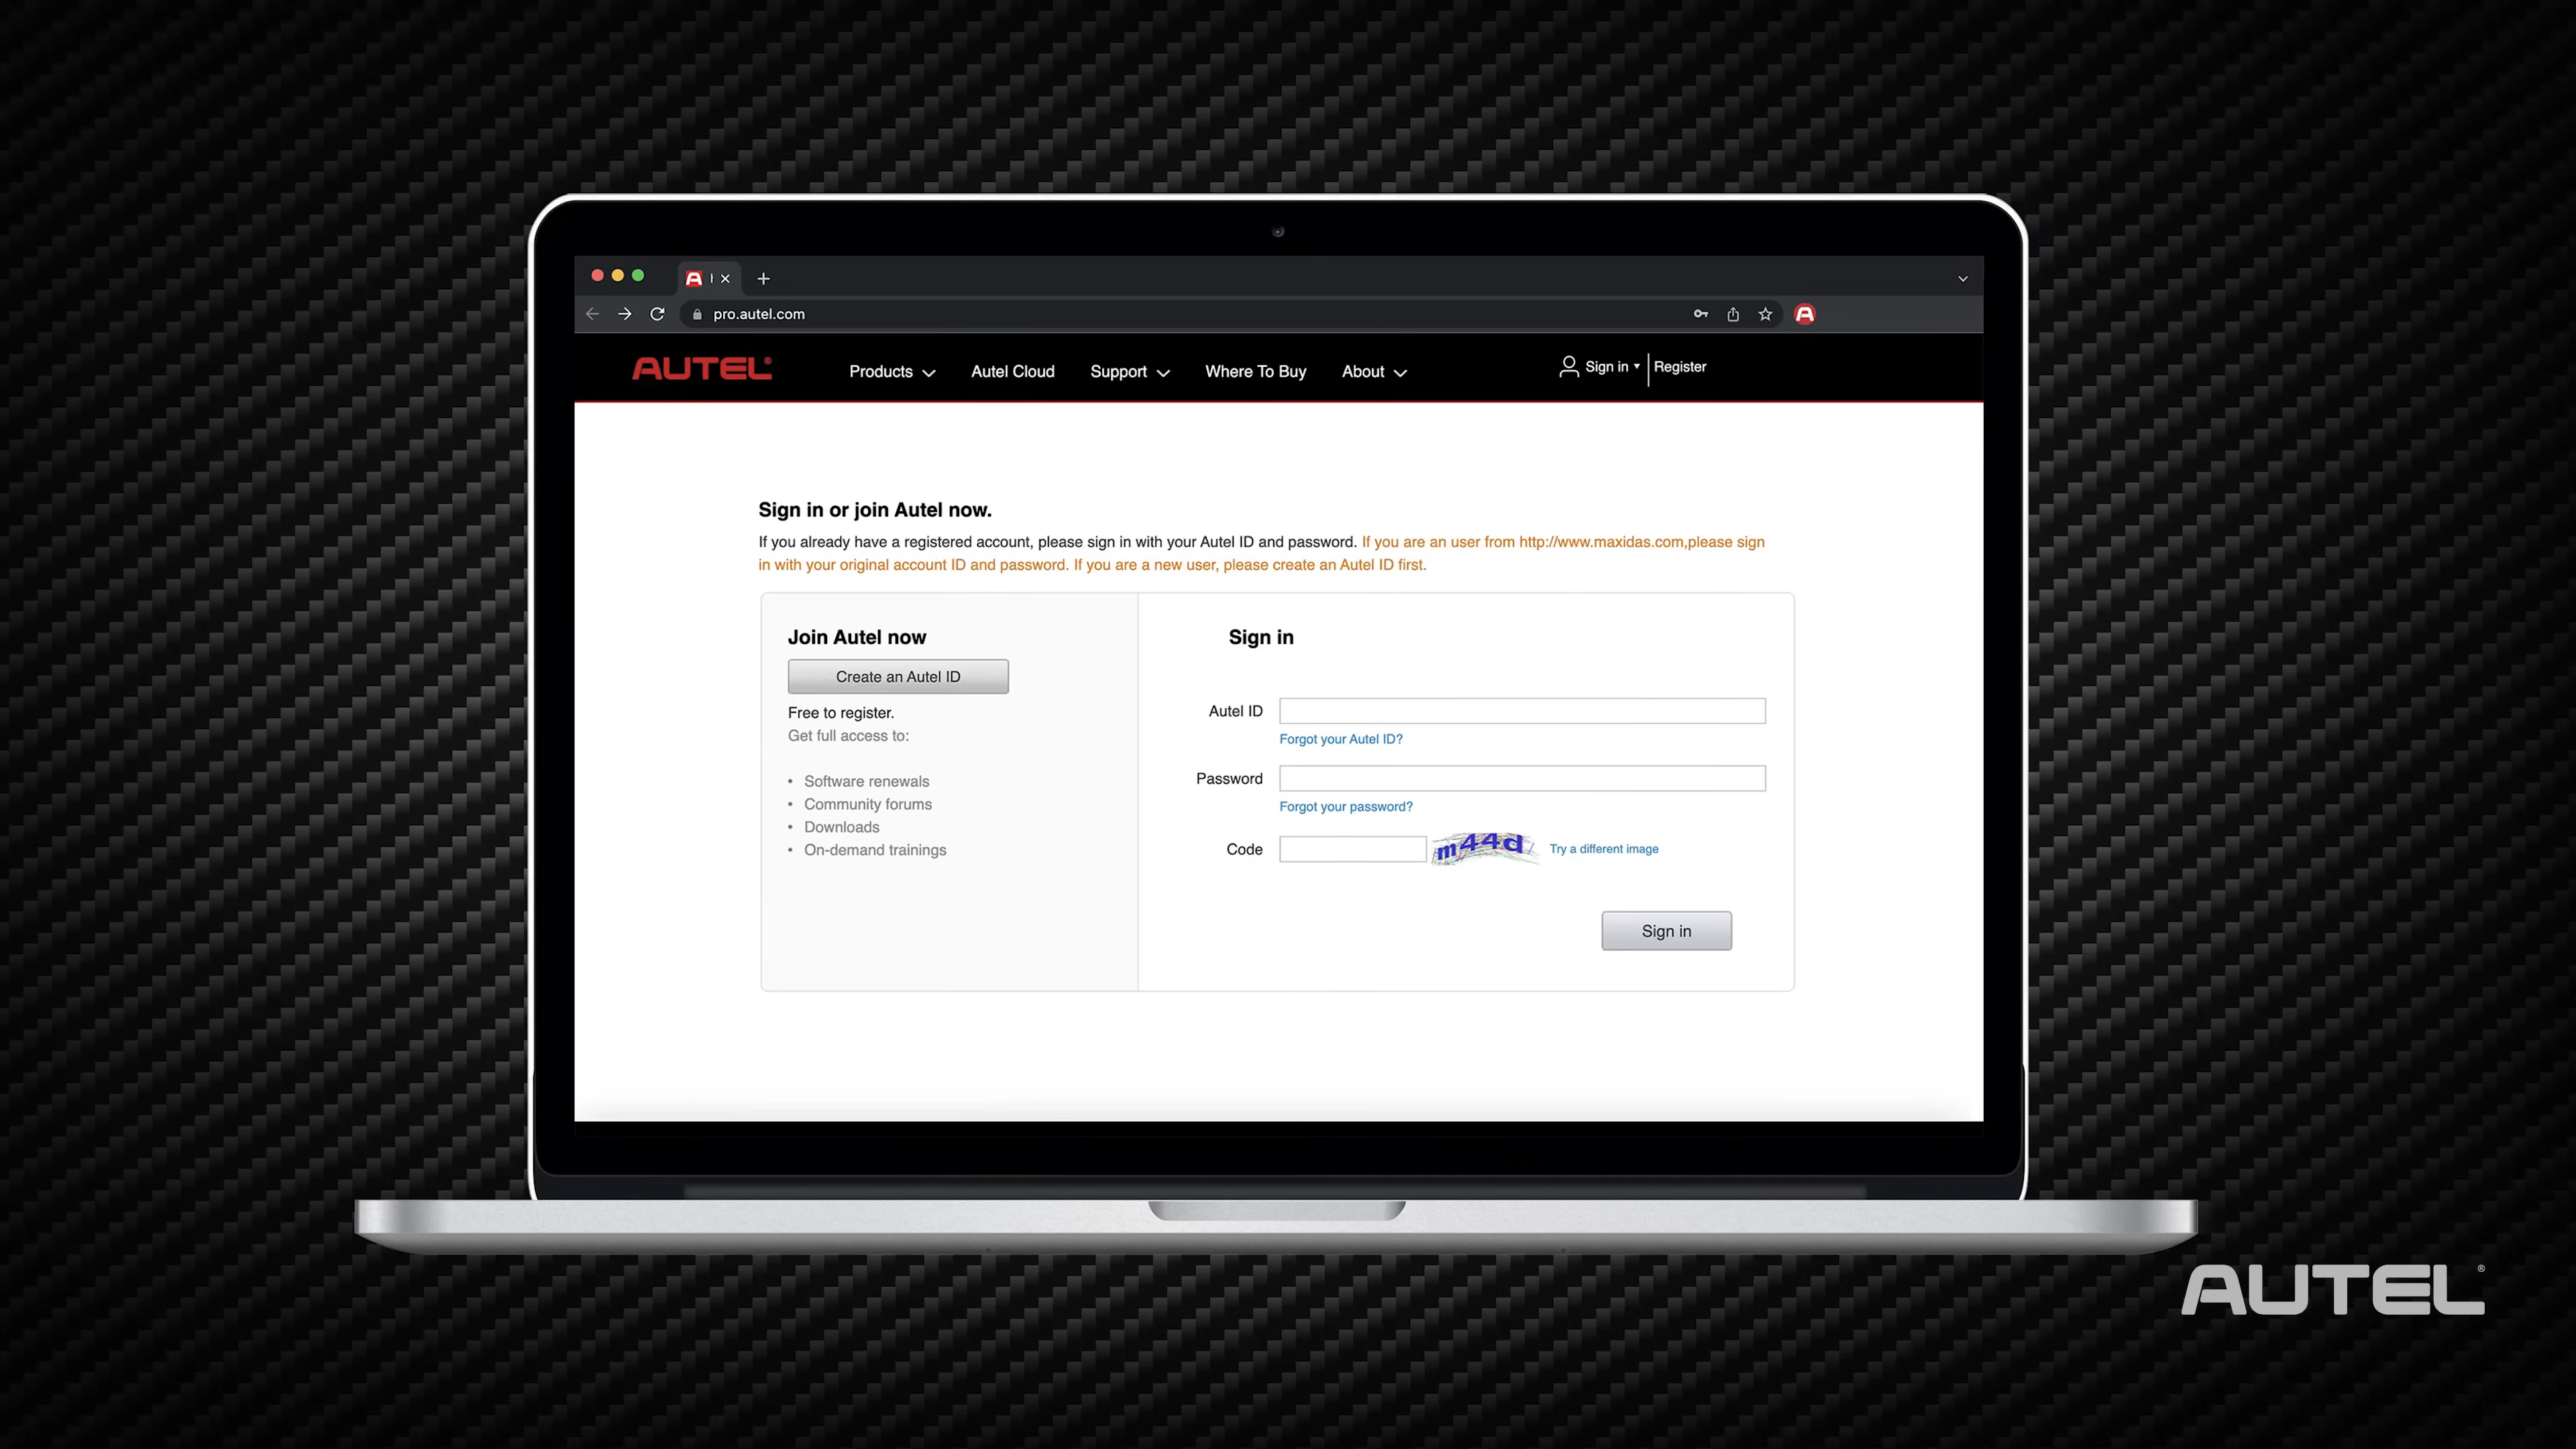 pro.autel.com
AUTEL®
Products
Autel Cloud
Support
Where To Buy
About
Sign in
Register
Sign in or join Autel now.
If you already have a registered account, please sign in with your Autel ID and password. If you are an user from http://www.maxidas.com,please sign
in with your original account ID and password. If you are a new user, please create an Autel ID first.
Join Autel now
Create an Autel ID
Free to register.
Get full access to:
• Software renewals
• Community forums
• Downloads
• On-demand trainings
Sign in
Autel ID
Forgot your Autel ID?
Password
Forgot your password?
Code
m44d
Try a different image
Sign in
AUTEL®